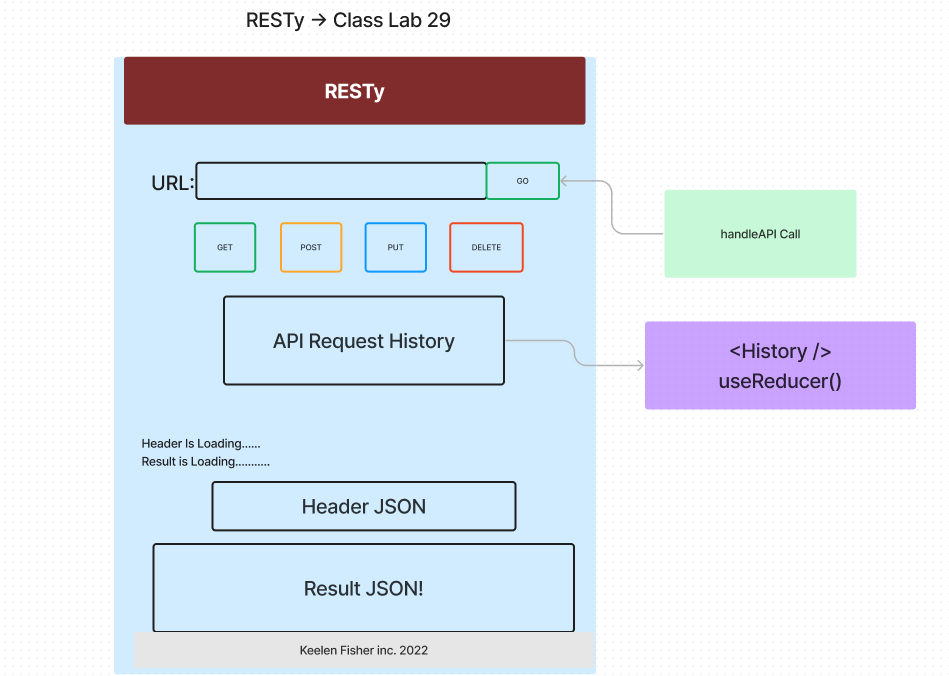 RESTy → Class Lab 29
RESTy
URL:
GO
GET
POST
PUT
DELETE
handleAPI Call
API Request History
<History />
useReducer()
Header Is Loading......
Result is Loading...........
Header JSON
Result JSON!
Keelen Fisher inc. 2022